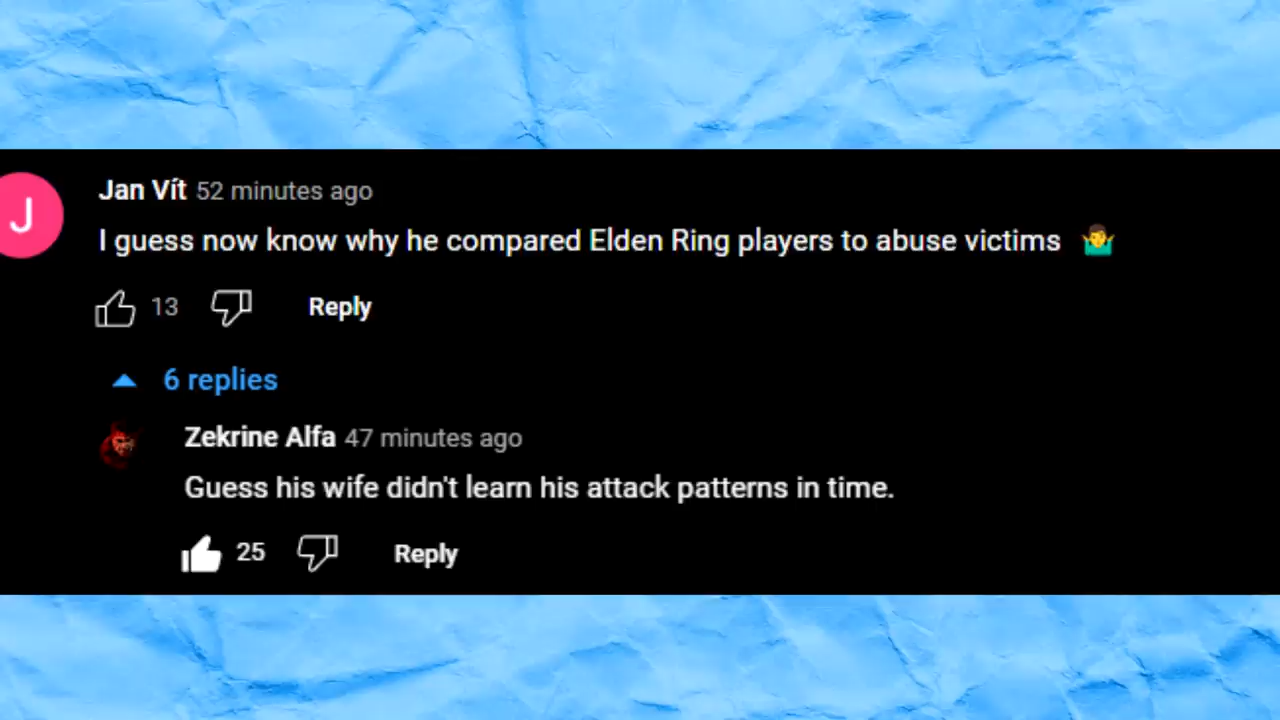 J
Jan Vít 52 minutes ago
I guess now know why he compared Elden Ring players to abuse victims 🤷‍♂️
13 Reply
6 replies
Zekrine Alfa 47 minutes ago
Guess his wife didn't learn his attack patterns in time.
25 Reply